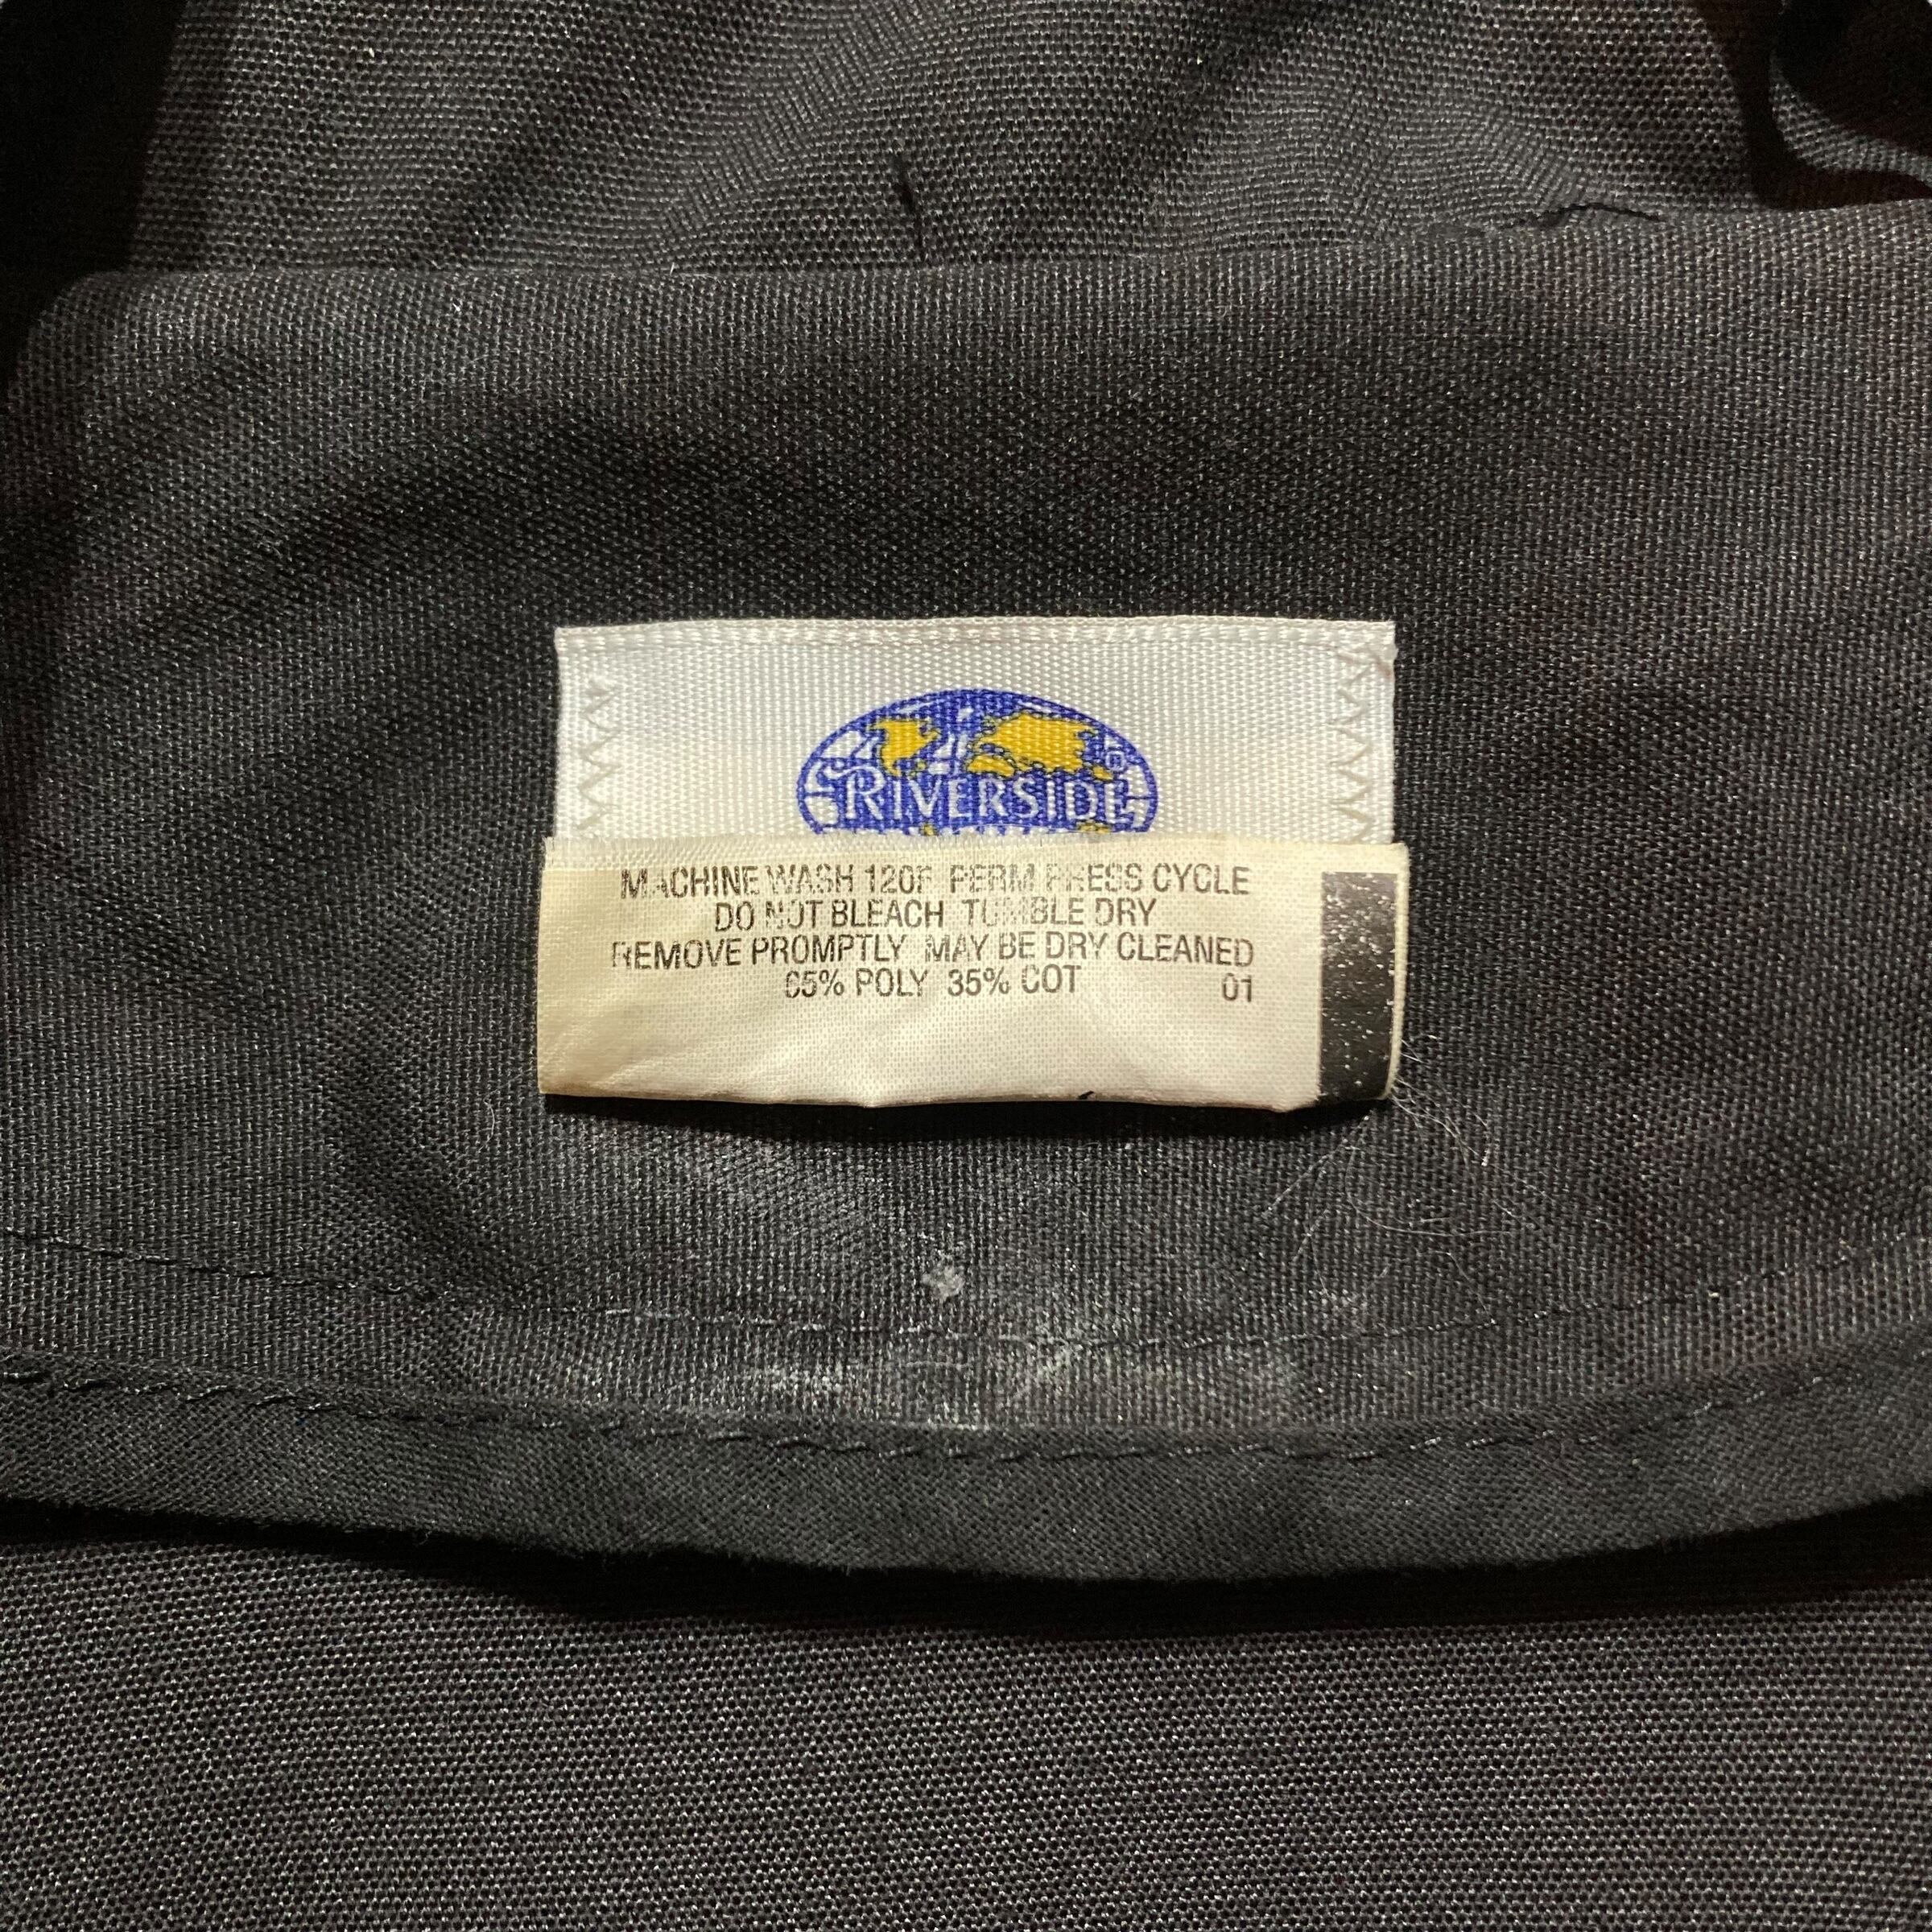 RIVERSIDE ®
MACHINE WASH 120F PERM PRESS CYCLE
DO NOT BLEACH TUMBLE DRY
REMOVE PROMPTLY MAY BE DRY CLEANED
65% POLY 35% COT 01